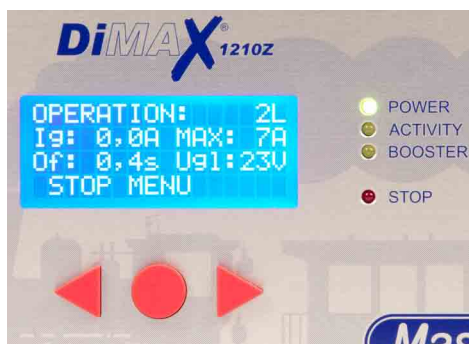 DiMAX® 1210Z
OPERATION: 2L
Ig: 0,0A MAX: 7A
Of: 0,4s Ugl:23V
STOP MENU
POWER
ACTIVITY
BOOSTER
STOP
Mas